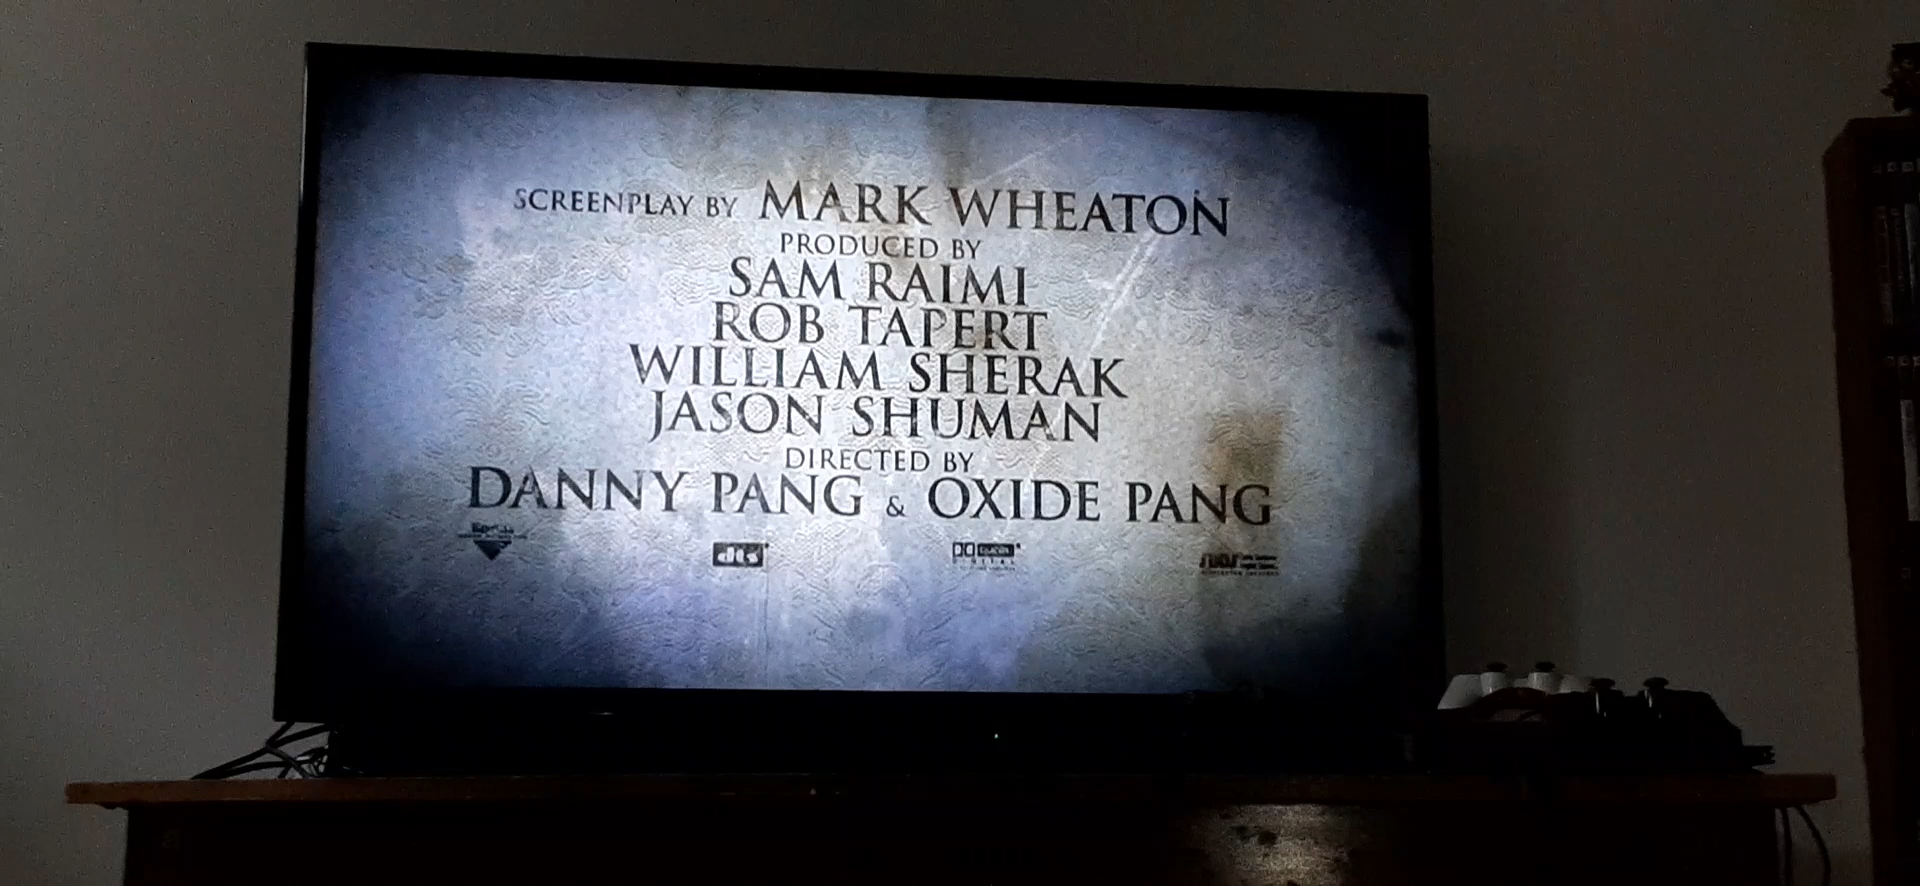 SCREENPLAY BY MARK WHEATON
PRODUCED BY
SAM RAIMI
ROB TAPERT
WILLIAM SHERAK
JASON SHUMAN
DIRECTED BY
DANNY PANG & OXIDE PANG
dts
DIGITAL